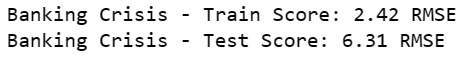 Banking Crisis - Train Score: 2.42 RMSE
Banking Crisis - Test Score: 6.31 RMSE